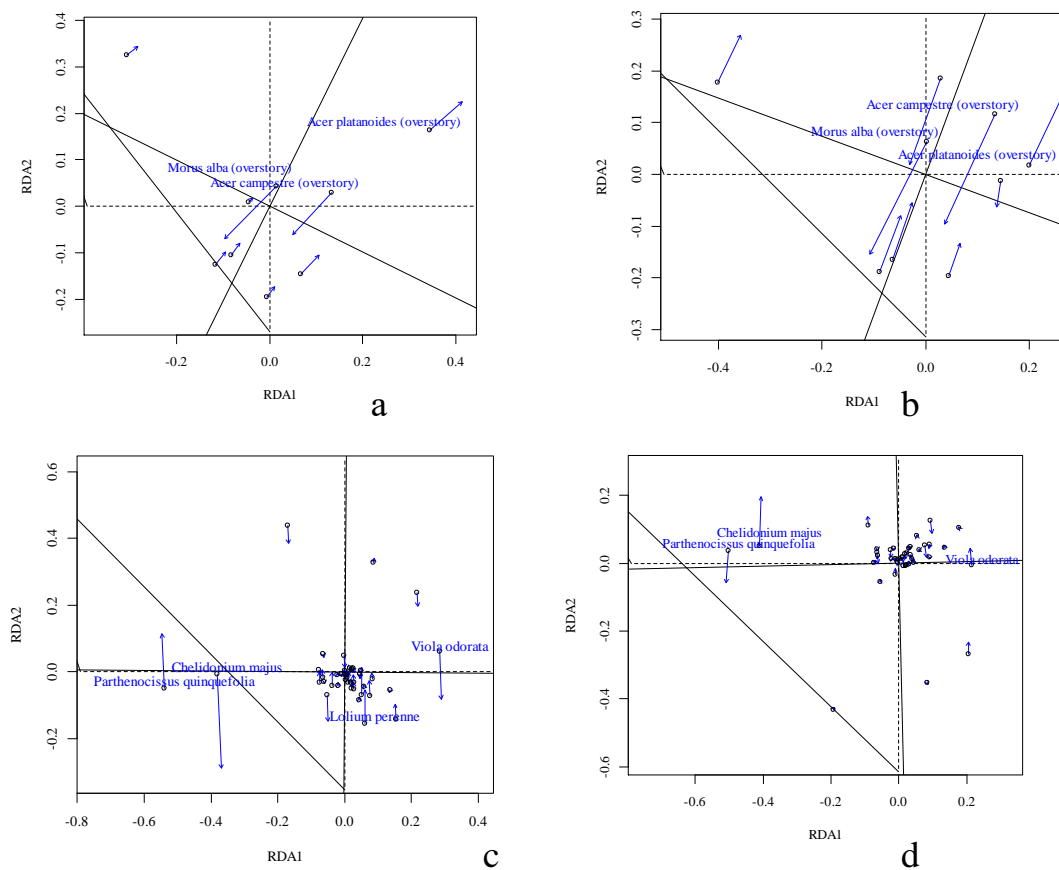 0.4
0.3
0.2
0.1
0.0
-0.1
-0.2
RDA2
Acer platanoides (overstory)
Morus alba (overstory)
Acer campestre (overstory)
-0.2
0.0
0.2
0.4
RDA1
a
0.3
0.2
0.1
0.0
-0.1
-0.3
RDA2
Acer campestre (overstory)
Morus alba (overstory)
Acer platanoides (overstory)
-0.4
-0.2
0.0
0.2
RDA1
b
0.6
0.4
0.2
0.0
-0.2
RDA2
Viola odorata
Chelidonium majus
Parthenocissus quinquefolia
Lolium perenne
-0.8
-0.6
-0.4
-0.2
0.0
0.2
0.4
RDA1
c
0.2
0.0
-0.2
-0.4
-0.6
RDA2
Chelidonium majus
Parthenocissus quinquefolia
Viola odorata
-0.6
-0.4
-0.2
0.0
0.2
RDA1
d